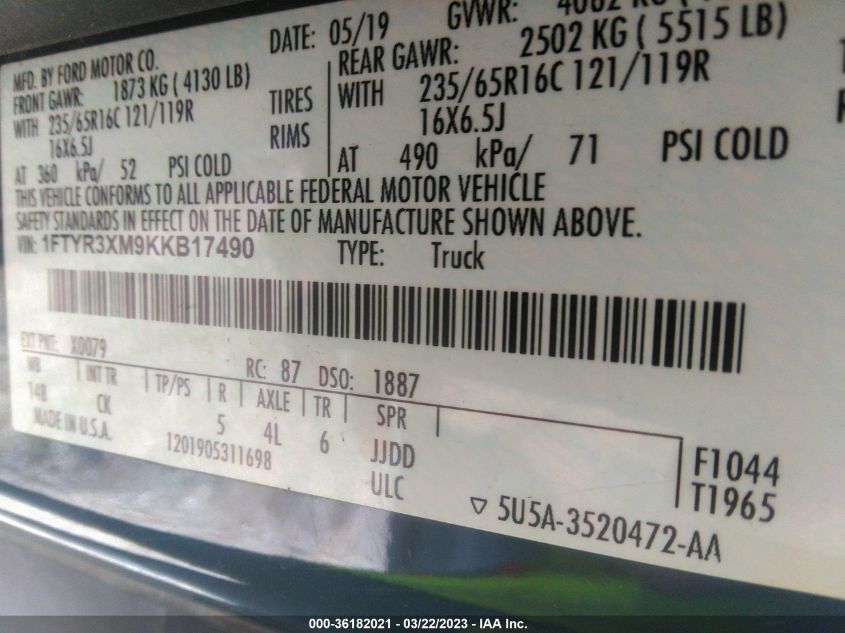 MFD. BY FORD MOTOR CO.
DATE: 05/19
GVWR:
FRONT GAWR: 1873 KG ( 4130 LB)
REAR GAWR: 2502 KG ( 5515 LB)
WITH 235/65R16C 121/119R
TIRES
WITH 235/65R16C 121/119R
16X6.5J
RIMS
16X6.5J
AT 360 kPa/ 52 PSI COLD
AT 490 kPa/ 71 PSI COLD
THIS VEHICLE CONFORMS TO ALL APPLICABLE FEDERAL MOTOR VEHICLE
SAFETY STANDARDS IN EFFECT ON THE DATE OF MANUFACTURE SHOWN ABOVE.
VIN: 1FTYR3XM9KKB17490
TYPE: Truck
EXT PNT: X0079
RC: 87 DSO: 1887
WB INT TR TP/PS R AXLE TR SPR
148 CK 5 4L 6 JJDD
MADE IN U.S.A.
1201905311698
ULC
F1044
T1965
▽ 5U5A-3520472-AA
000-36182021 - 03/22/2023 - IAA Inc.